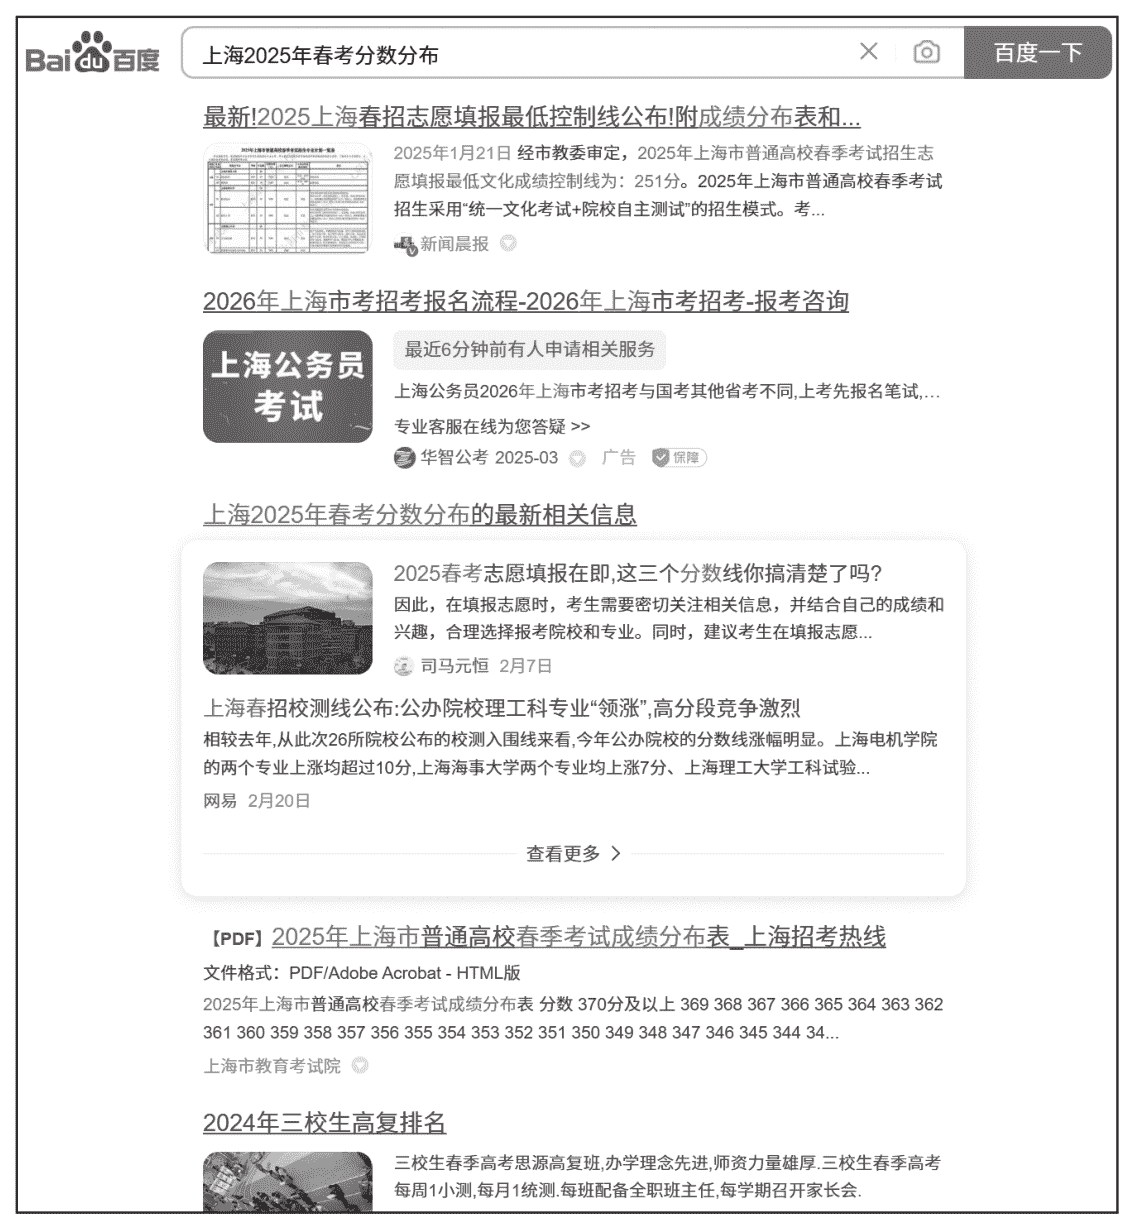 Bai du 百度
上海2025年春考分数分布
百度一下
最新!2025上海春招志愿填报最低控制线公布!附成绩分布表和...
2025年1月21日 经市教委审定，2025年上海市普通高校春季考试招生志
愿填报最低文化成绩控制线为：251分。2025年上海市普通高校春季考试
招生采用“统一文化考试+院校自主测试”的招生模式。考...
新闻晨报
2026年上海市考招考报名流程-2026年上海市考招考-报考咨询
上海公务员
考试
最近6分钟前有人申请相关服务
上海公务员2026年上海市考招考与国考其他省考不同,上考先报名笔试,...
专业客服在线为您答疑 >>
华智公考 2025-03 广告 保障
上海2025年春考分数分布的最新相关信息
2025春考志愿填报在即,这三个分数线你搞清楚了吗?
因此，在填报志愿时，考生需要密切关注相关信息，并结合自己的成绩和
兴趣，合理选择报考院校和专业。同时，建议考生在填报志愿...
司马元恒 2月7日
上海春招校测线公布:公办院校理工科专业“领涨”,高分段竞争激烈
相较去年,从此次26所院校公布的校测入围线来看,今年公办院校的分数线涨幅明显。上海电机学院
的两个专业上涨均超过10分,上海海事大学两个专业均上涨7分、上海理工大学工科试验...
网易 2月20日
查看更多 >
【PDF】2025年上海市普通高校春季考试成绩分布表_上海招考热线
文件格式：PDF/Adobe Acrobat - HTML版
2025年上海市普通高校春季考试成绩分布表 分数 370分及以上 369 368 367 366 365 364 363 362
361 360 359 358 357 356 355 354 353 352 351 350 349 348 347 346 345 344 34...
上海市教育考试院
2024年三校生高复排名
三校生春季高考思源高复班,办学理念先进,师资力量雄厚.三校生春季高考
每周1小测,每月1统测.每班配备全职班主任,每学期召开家长会.